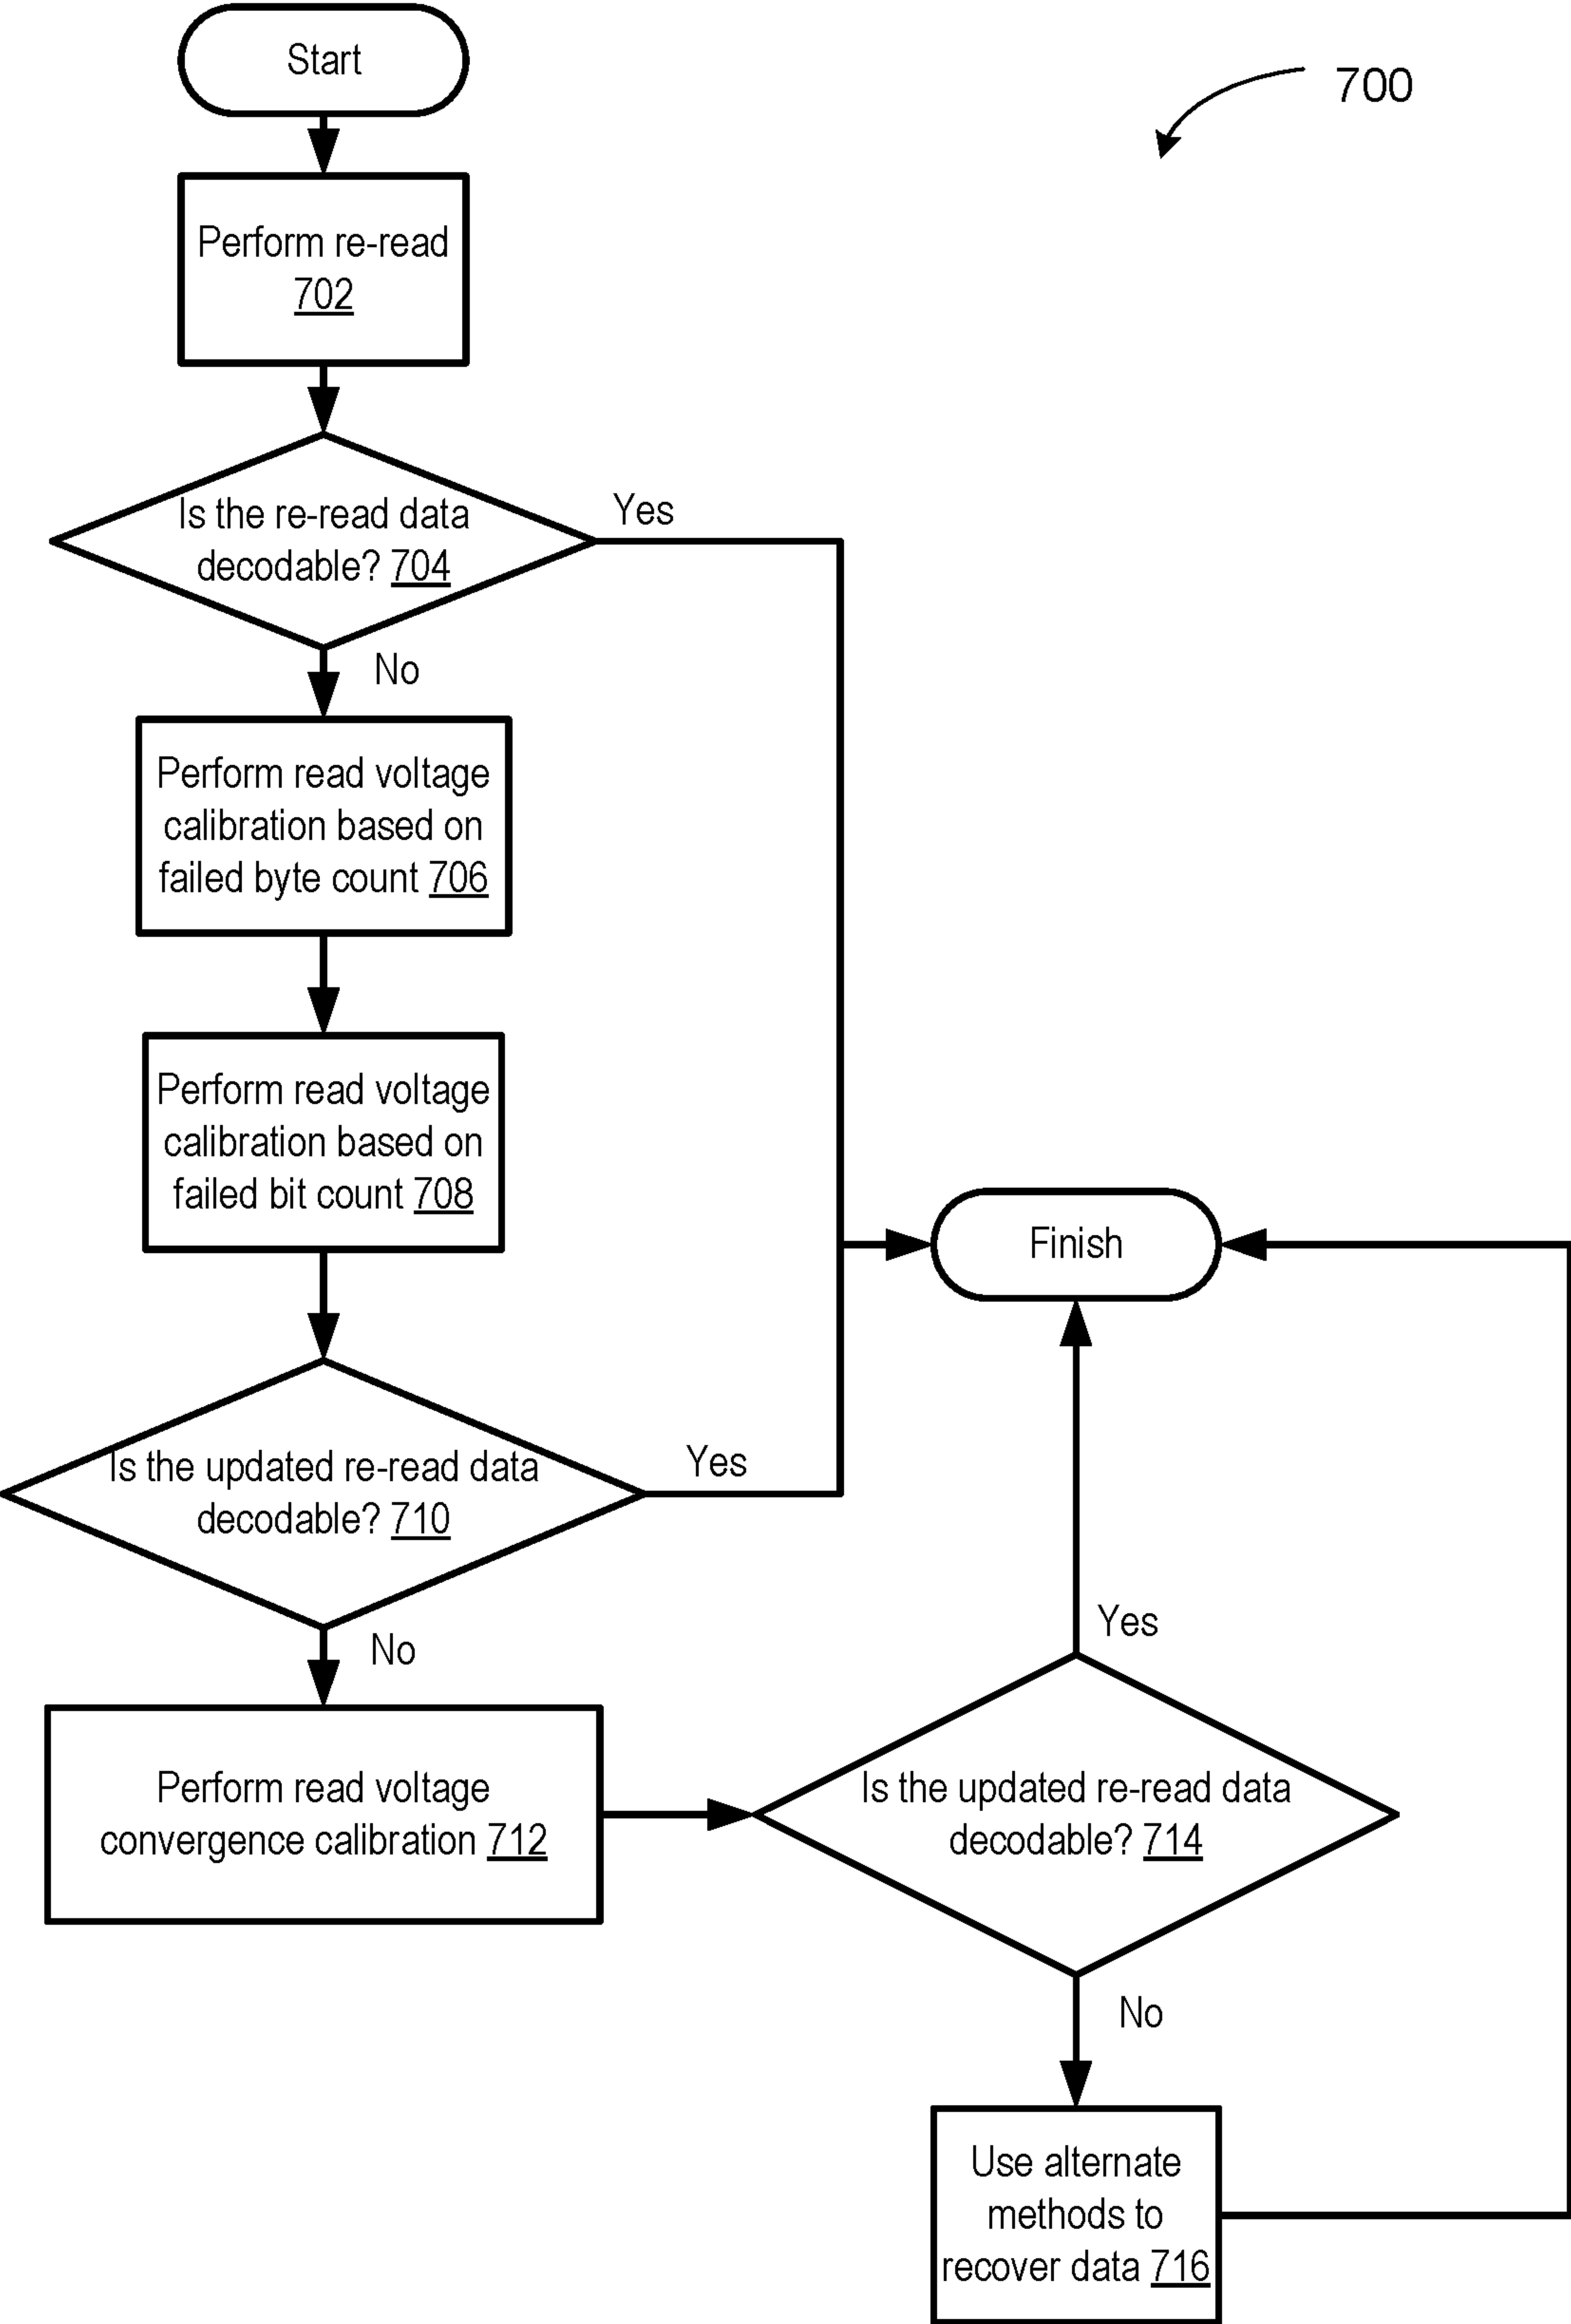 Start
700
Perform re-read
702
Is the re-read data
decodable? 704
Yes
No
Perform read voltage
calibration based on
failed byte count 706
Perform read voltage
calibration based on
failed bit count 708
Finish
Is the updated re-read data
decodable? 710
Yes
No
Perform read voltage
convergence calibration 712
Yes
Is the updated re-read data
decodable? 714
No
Use alternate
methods to
recover data 716